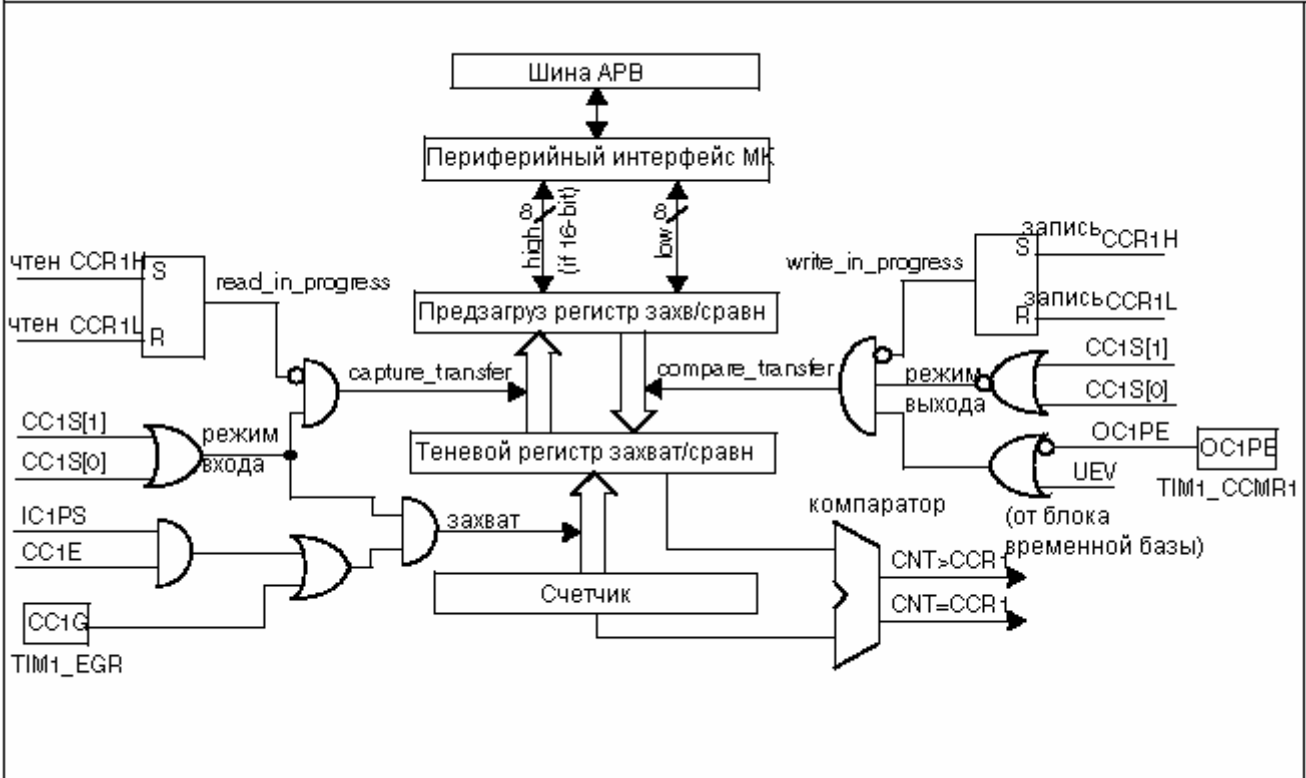 Шина APB
Периферийный интерфейс МК
8
high
(if 16-bit)
8
low
чтен CCR1H
S
read_in_progress
чтен CCR1L
R
write_in_progress
запись CCR1H
S
запись CCR1L
R
Предзагруз регистр захв/сравн
capture_transfer
compare_transfer
режим
выхода
CC1S[1]
CC1S[0]
CC1S[1]
CC1S[0]
режим
входа
Теневой регистр захват/сравн
OC1PE
OC1PE
UEV
TIM1_CCMR1
(от блока
временной базы)
IC1PS
CC1E
захват
компаратор
CNT>CCR1
CNT=CCR1
Счетчик
CC1G
TIM1_EGR